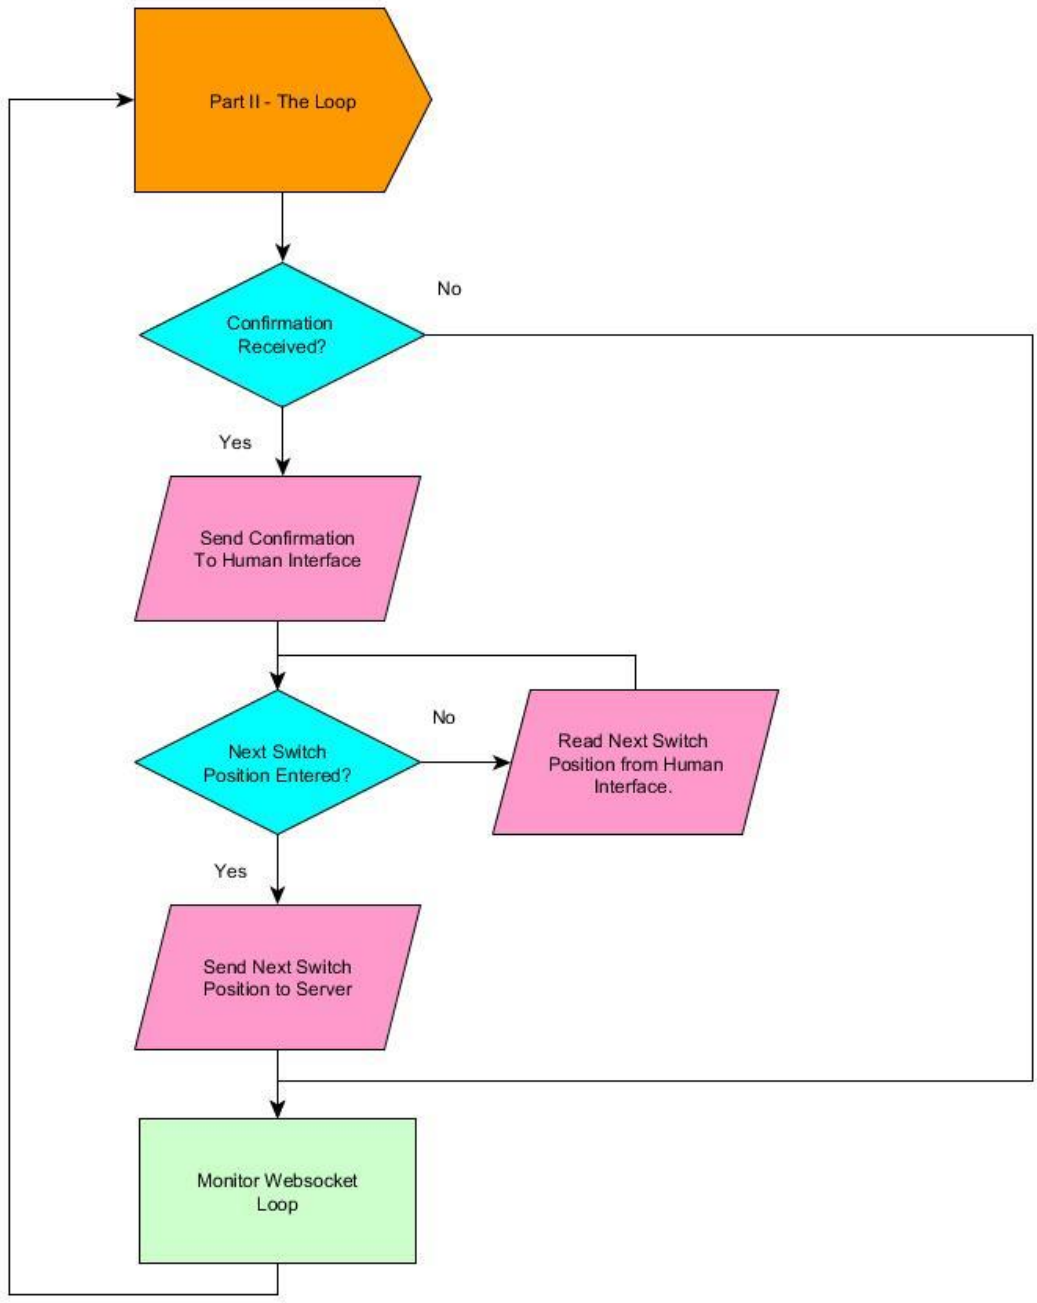 Part II - The Loop
No
Confirmation
Received?
Yes
Send Confirmation
To Human Interface
No
Next Switch
Position Entered?
Read Next Switch
Position from Human
Interface.
Yes
Send Next Switch
Position to Server
Monitor Websocket
Loop